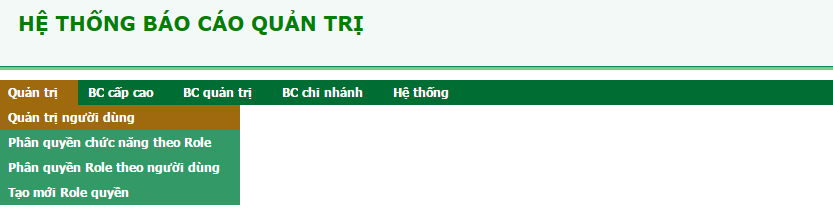 HỆ THỐNG BÁO CÁO QUẢN TRỊ
Quản trị BC cấp cao BC quản trị BC chi nhánh Hệ thống
Quản trị người dùng
Phân quyền chức năng theo Role
Phân quyền Role theo người dùng
Tạo mới Role quyền